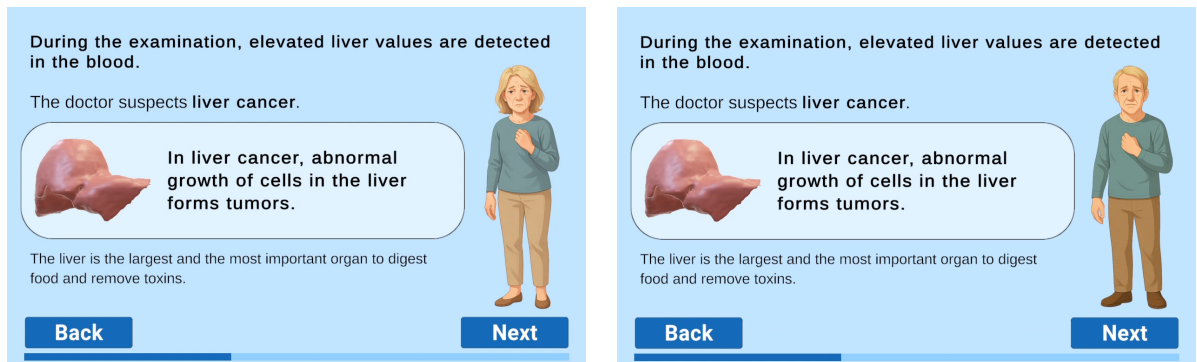 During the examination, elevated liver values are detected
in the blood.
The doctor suspects liver cancer.
In liver cancer, abnormal
growth of cells in the liver
forms tumors.
The liver is the largest and the most important organ to digest
food and remove toxins.
Back
Next
During the examination, elevated liver values are detected
in the blood.
The doctor suspects liver cancer.
In liver cancer, abnormal
growth of cells in the liver
forms tumors.
The liver is the largest and the most important organ to digest
food and remove toxins.
Back
Next